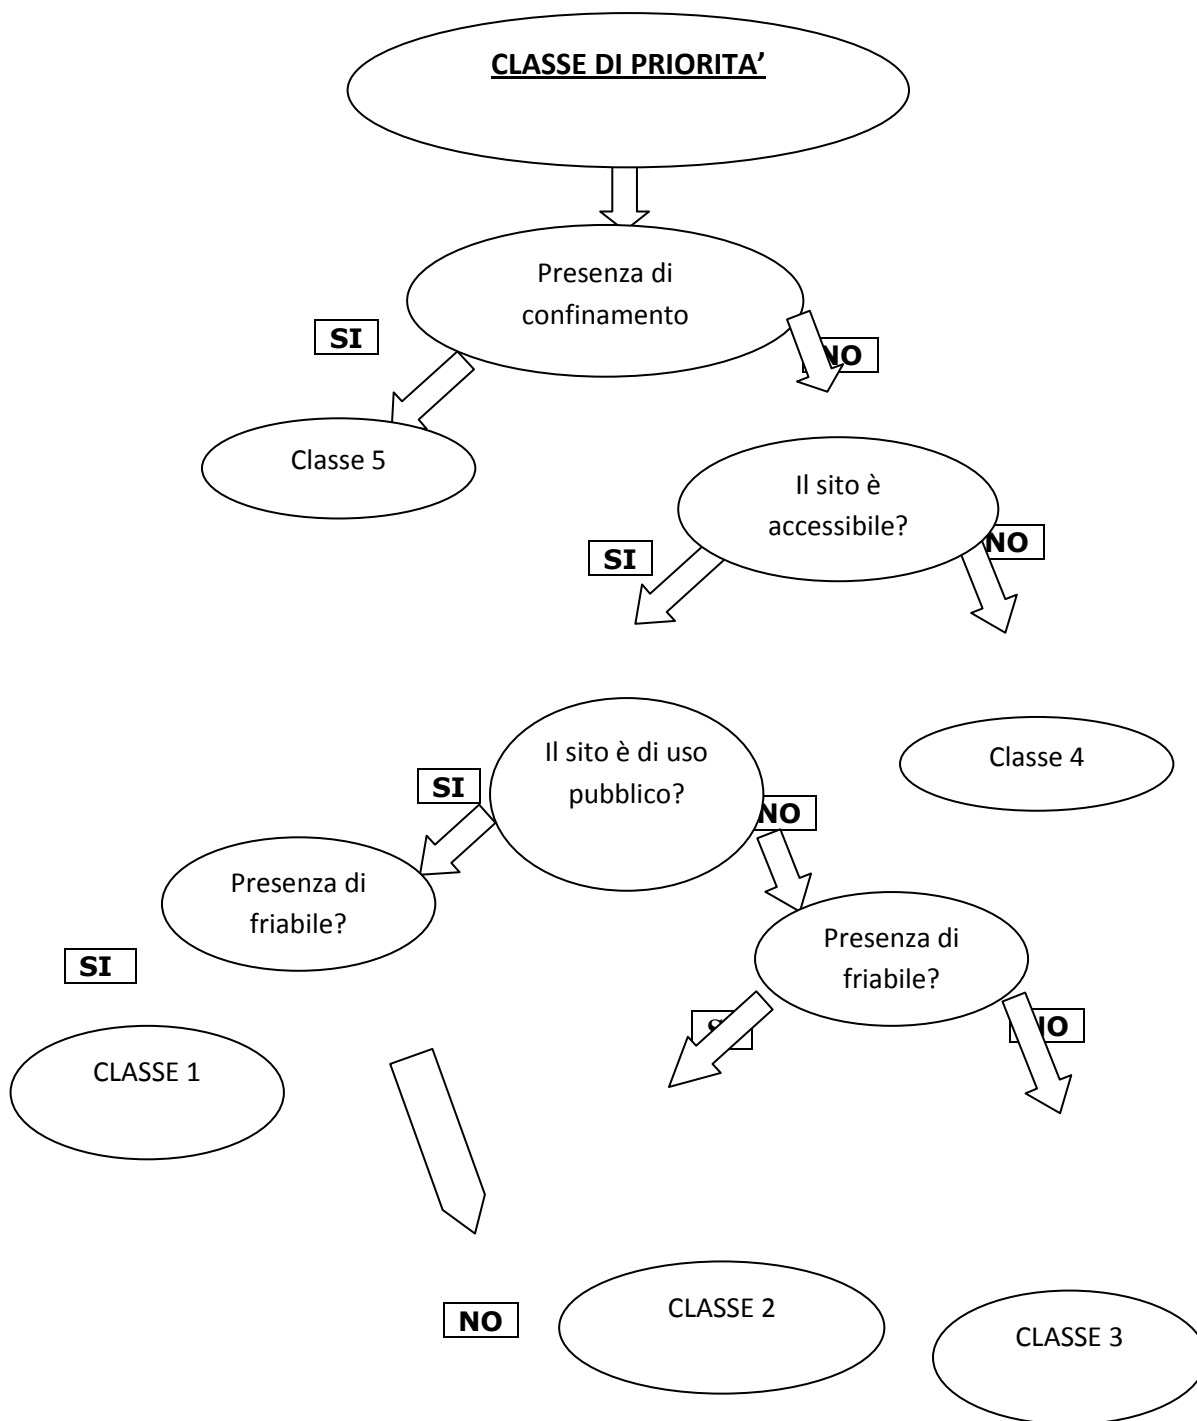 CLASSE DI PRIORITA’
Presenza di
confinamento
SI
NO
Classe 5
Il sito è
accessibile?
SI
NO
Il sito è di uso
pubblico?
Classe 4
SI
NO
Presenza di
friabile?
Presenza di
friabile?
SI
NO
CLASSE 1
CLASSE 2
NO
CLASSE 3